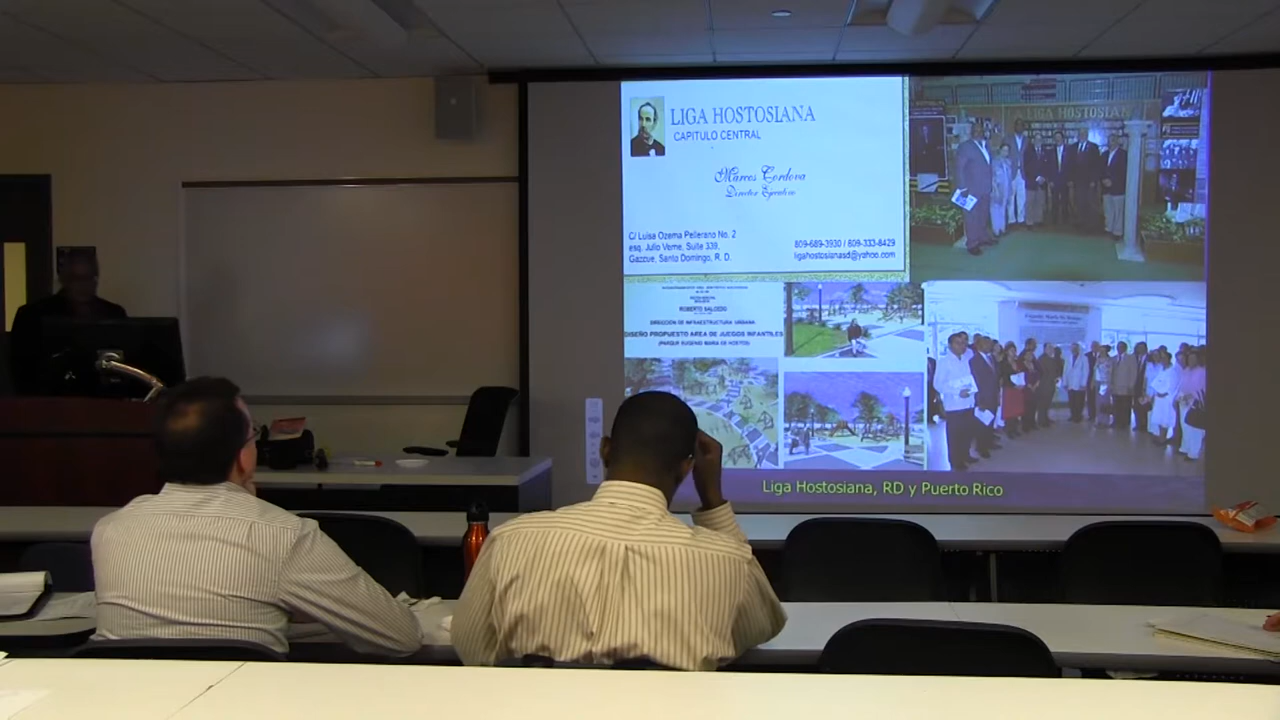 LIGA HOSTOSIANA
CAPITULO CENTRAL
Marcos Cordova
Director Ejecutivo
C/ Luisa Ozema Pellerano No. 2
esq. Julio Verne, Suite 339,
Gazcue, Santo Domingo, R. D.
809-689-3930 / 809-333-8429
ligahostosianasd@yahoo.com
LIGA HOSTOSIANA
ROBERTO SALCEDO
DIRECCION DE INFRAESTRUCTURA URBANA
DISEÑO PROPUESTO AREA DE JUEGOS INFANTILES
(PARQUE EUGENIO MARIA DE HOSTOS)
Liga Hostosiana, RD y Puerto Rico